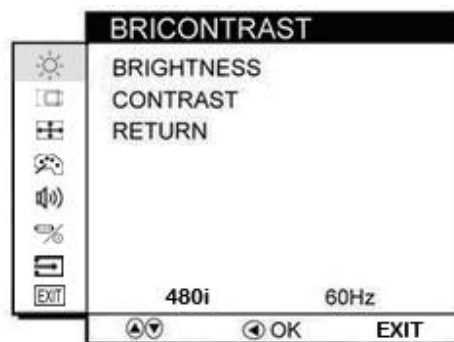 BRICONTRAST
BRIGHTNESS
CONTRAST
RETURN
EXIT
480i 60Hz
OK EXIT